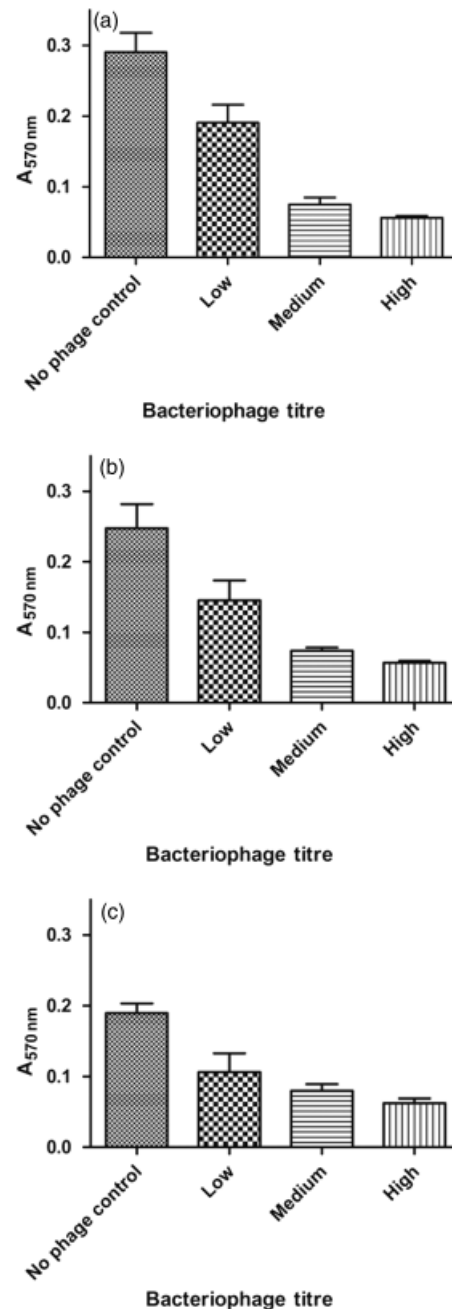 (a)
0.3
0.2
0.1
0.0
A570 nm
No phage control
Low
Medium
High
Bacteriophage titre
(b)
0.3
0.2
0.1
0.0
A570 nm
No phage control
Low
Medium
High
Bacteriophage titre
(c)
0.3
0.2
0.1
0.0
A570 nm
No phage control
Low
Medium
High
Bacteriophage titre